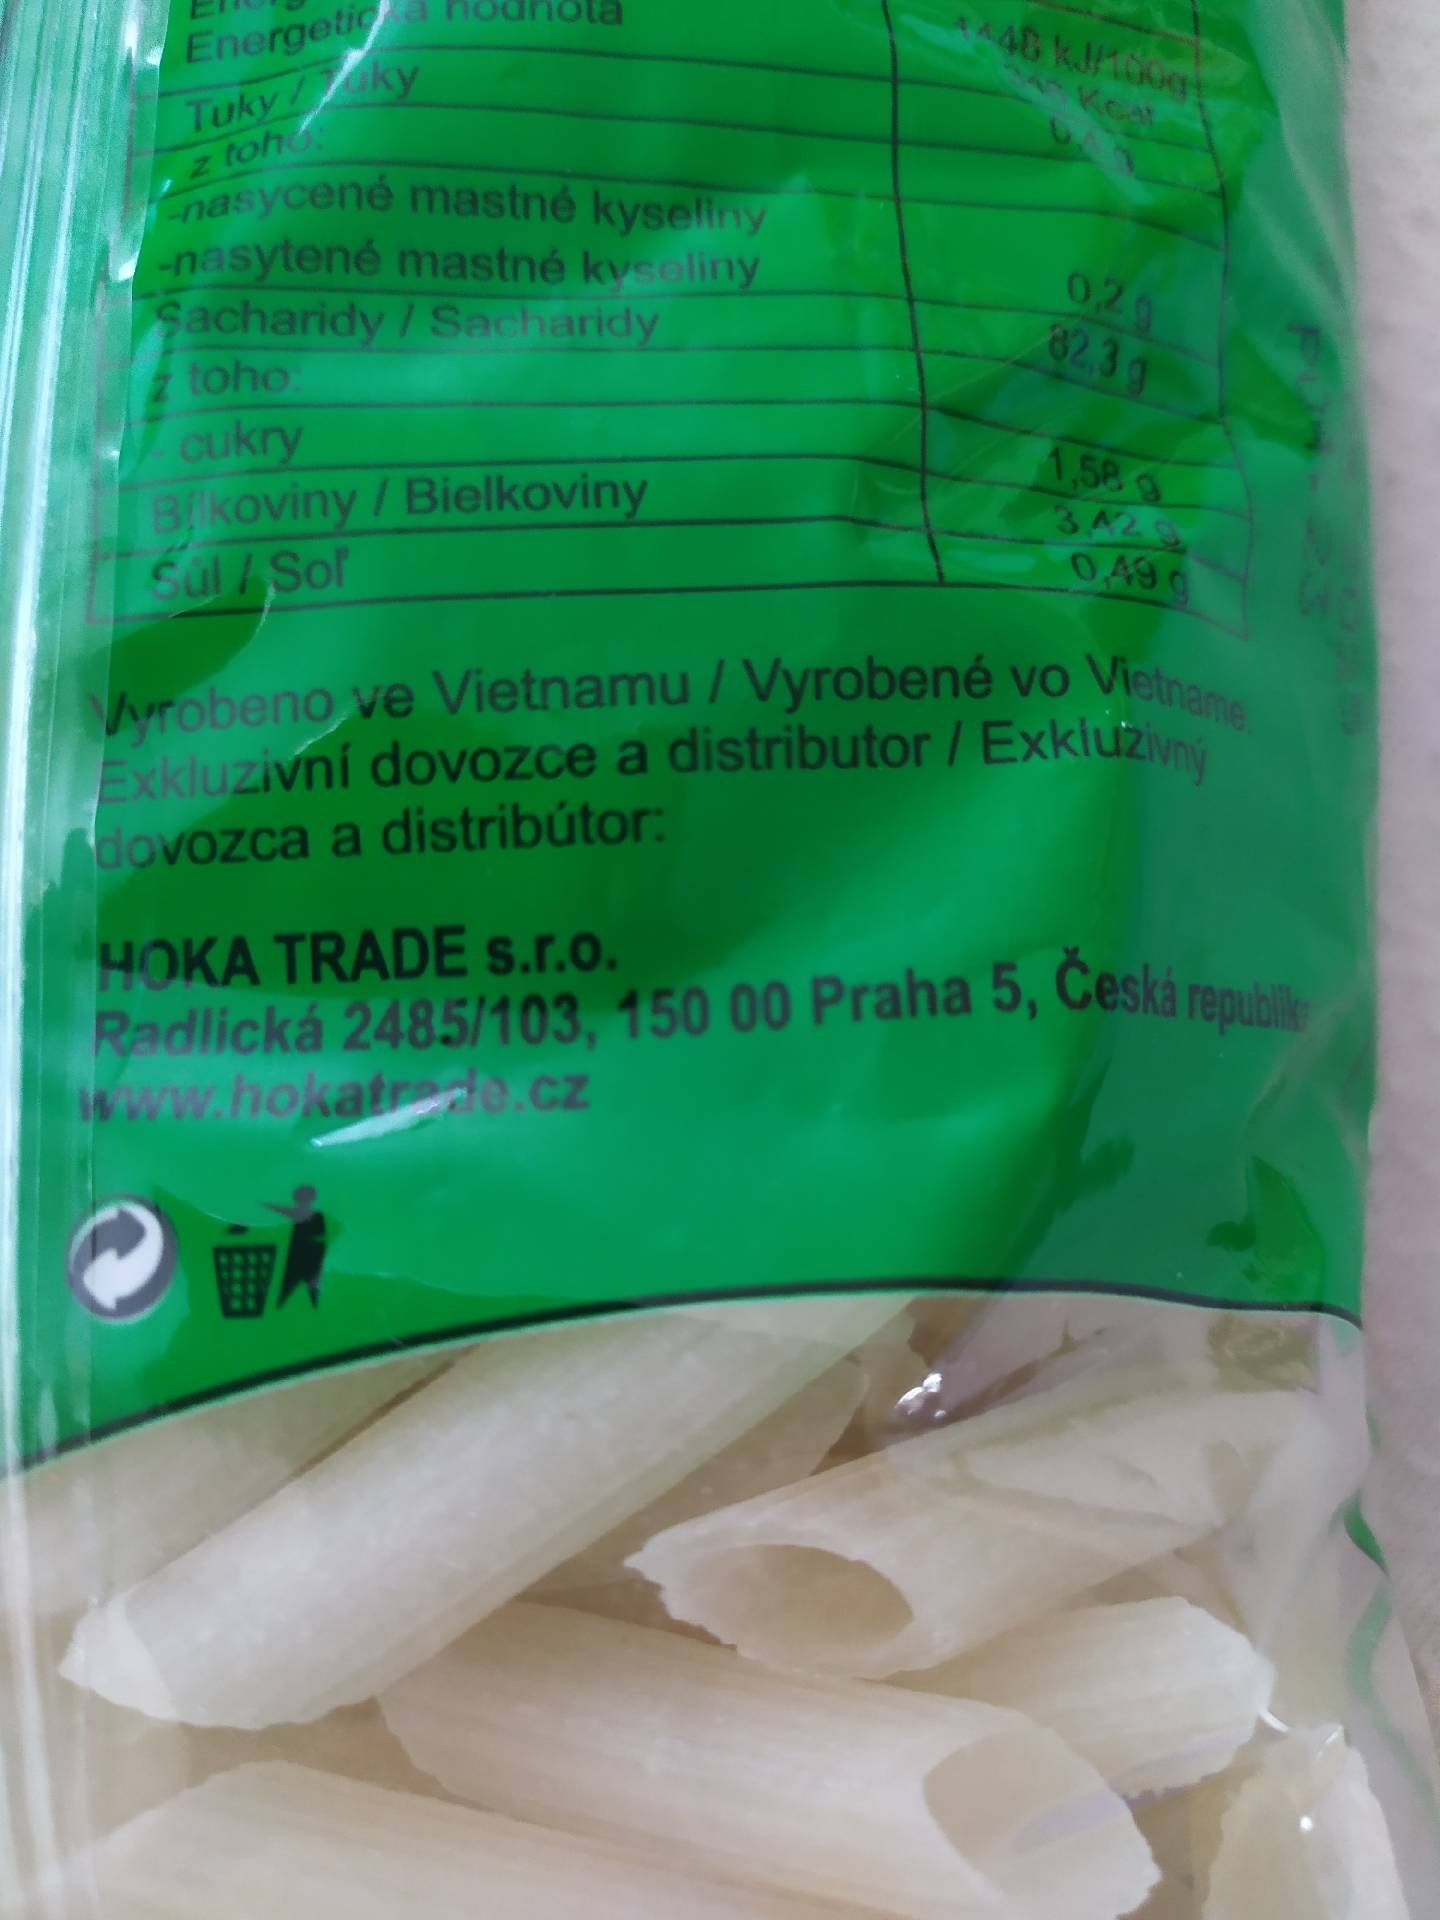 Energetická hodnota
1448 kJ/100g
Kcal
Tuky / Tuky
z toho:
-nasycené mastné kyseliny
-nasytené mastné kyseliny
0,2 g
Sacharidy / Sacharidy
82,3 g
z toho:
- cukry
1,58 g
Bílkoviny / Bielkoviny
3,42 g
Sůl / Soľ
0,49 g
Vyrobeno ve Vietnamu / Vyrobené vo Vietname.
Exkluzivní dovozce a distributor / Exkluzivný
dovozca a distribútor:
HOKA TRADE s.r.o.
Radlická 2485/103, 150 00 Praha 5, Česká republika
www.hokatrade.cz